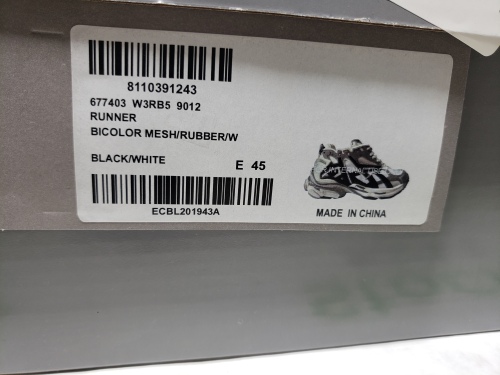 8110391243
677403 W3RB5 9012
RUNNER
BICOLOR MESH/RUBBER/W
BLACK/WHITE
E 45
ECBL201943A
MADE IN CHINA